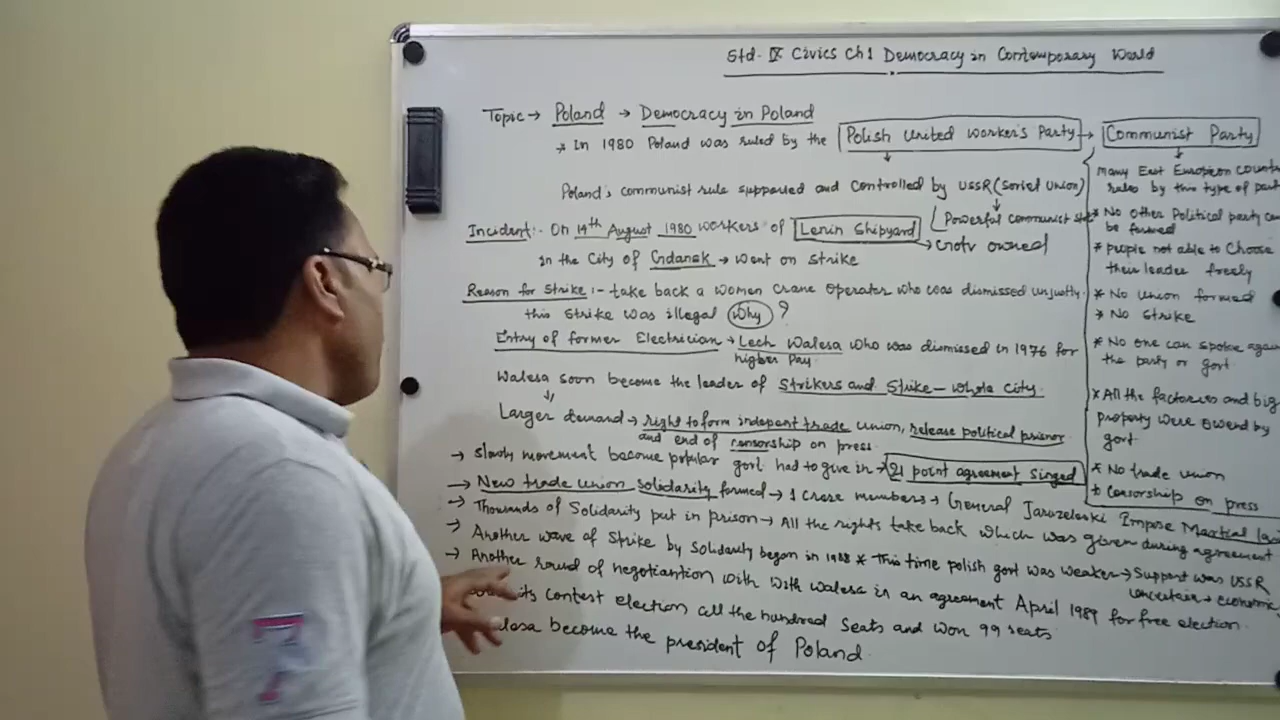 Std - IX Civics Ch 1 Democracy in Contemporary World
Topic → Poland → Democracy in Poland
* In 1980 Poland was ruled by the Polish United Worker's Party → Communist Party
Poland's communist rule supported and controlled by USSR (Soviet Union)
Powerful communist state
Incident:- On 14th August 1980 workers of Lenin Shipyard → Govt owned
in the City of Gdansk → Went on Strike
Reason for Strike :- take back a women crane operator who was dismissed unjustly.
this Strike was illegal Why ?
Entry of former Electrician → Lech Walesa who was dismissed in 1976 for
higher pay
Walesa soon become the leader of Strikers and Strike - whole city.
Larger demand → right to form indepent trade union, release political prisnor
and end of censorship on press.
→ Slowly movement become popular govt had to give in → 21 point agreement singed
→ New trade union Solidarity formed → 1 crore members → General Jaruzelski Impose Martial law
→ Thousands of Solidarity put in prison → All the rights take back which was given during agreement
→ Another wave of Strike by Solidarity began in 1988 * This time polish govt was weaker → Support was USSR
uncertain → economic
→ Another round of negotiantion with with walesa in an agreement April 1989 for free election.
its contest election all the hundred Seats and won 99 seats
Walesa become the president of Poland
Many East European count
rules by this type of part
* No Other Political party can
be formed
* people not able to Choose
their leader freely
* No Union formed
* No Strike
* No one can spoke again
the party or govt
* All the factories and big
property were owend by
govt
* No trade union
+ Censorship on press